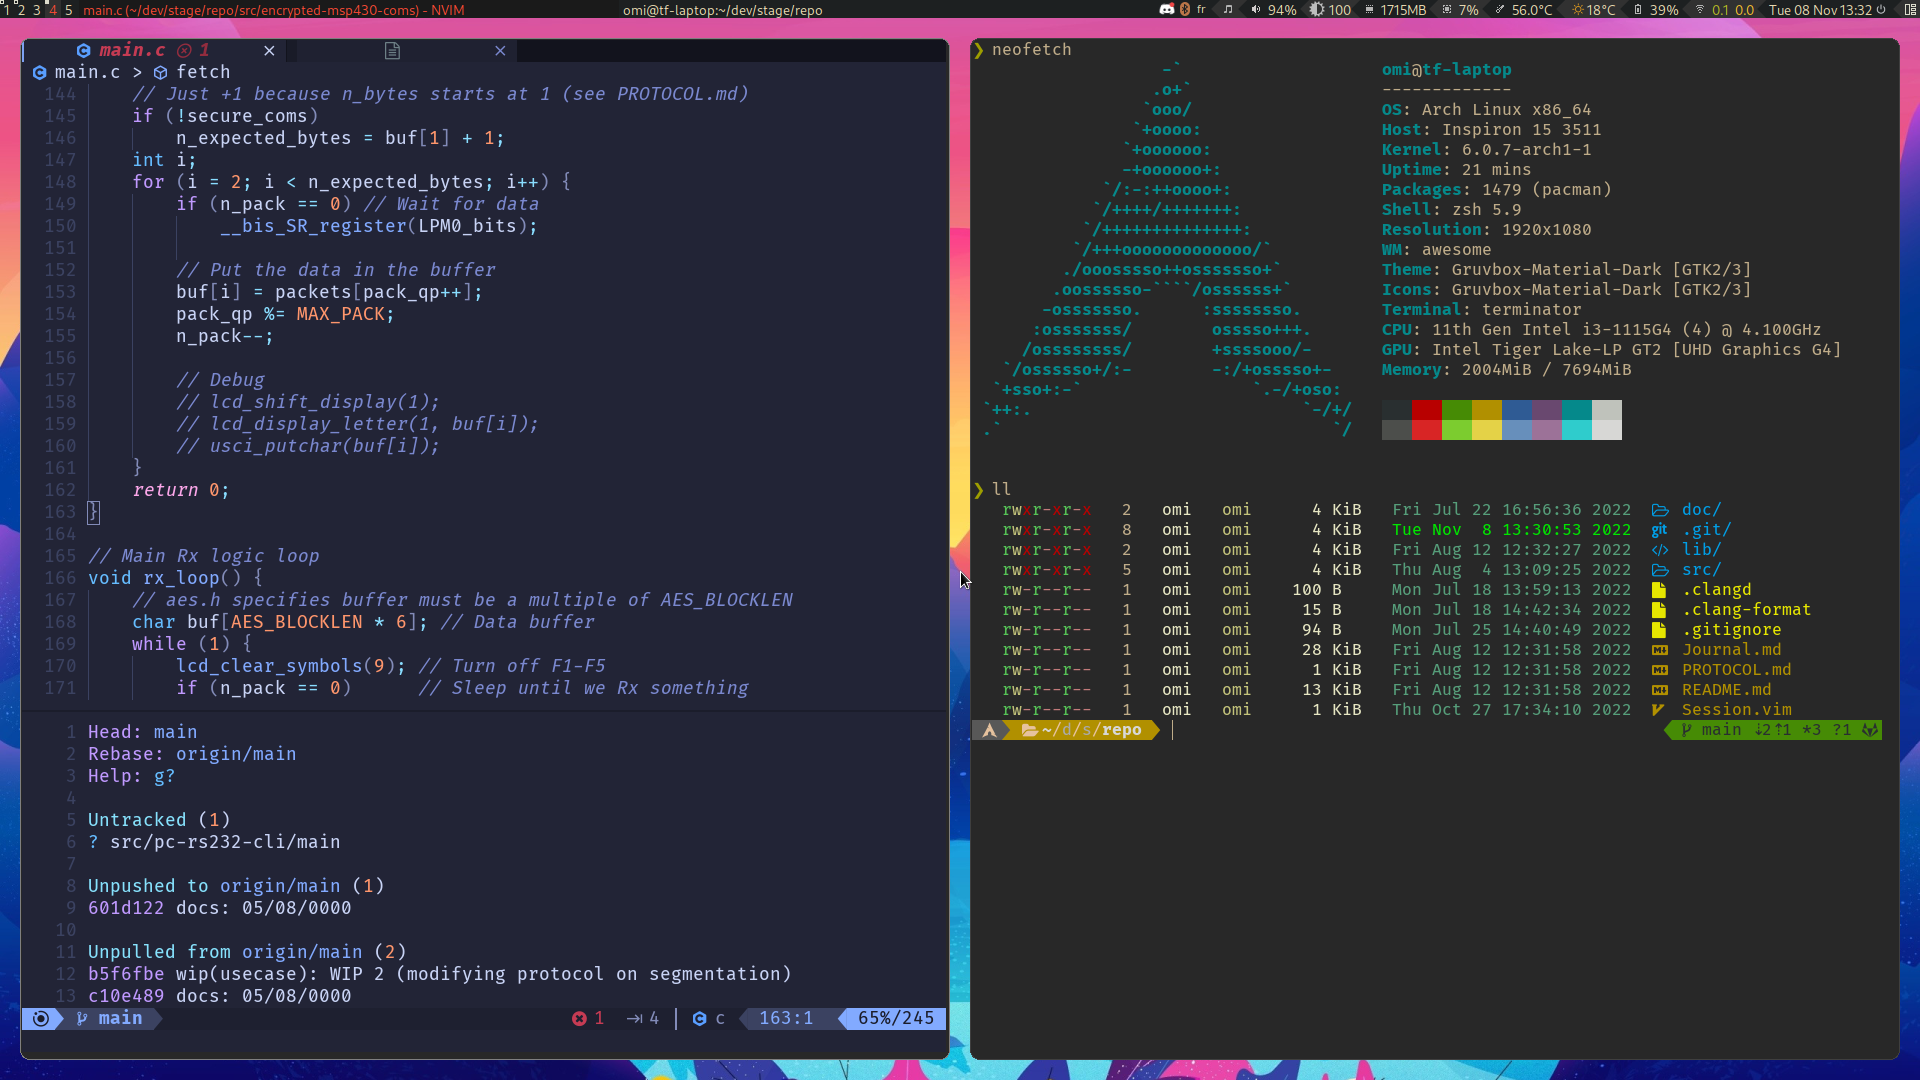 1 2 3 4 5 main.c (~/dev/stage/repo/src/encrypted-msp430-coms) - NVIM
omi@tf-laptop:~/dev/stage/repo
fr 94% 100 1715MB 7% 56.0°C 18°C 39% 0.1 0.0 Tue 08 Nov 13:32
main.c 1
main.c > fetch
144 // Just +1 because n_bytes starts at 1 (see PROTOCOL.md)
145 if (!secure_coms)
146 n_expected_bytes = buf[1] + 1;
147 int i;
148 for (i = 2; i < n_expected_bytes; i++) {
149 if (n_pack == 0) // Wait for data
150 __bis_SR_register(LPM0_bits);
151
152 // Put the data in the buffer
153 buf[i] = packets[pack_qp++];
154 pack_qp %= MAX_PACK;
155 n_pack--;
156
157 // Debug
158 // lcd_shift_display(1);
159 // lcd_display_letter(1, buf[i]);
160 // usci_putchar(buf[i]);
161 }
162 return 0;
163 }
164
165 // Main Rx logic loop
166 void rx_loop() {
167 // aes.h specifies buffer must be a multiple of AES_BLOCKLEN
168 char buf[AES_BLOCKLEN * 6]; // Data buffer
169 while (1) {
170 lcd_clear_symbols(9); // Turn off F1-F5
171 if (n_pack == 0) // Sleep until we Rx something
1 Head: main
2 Rebase: origin/main
3 Help: g?
4
5 Untracked (1)
6 ? src/pc-rs232-cli/main
7
8 Unpushed to origin/main (1)
9 601d122 docs: 05/08/0000
10
11 Unpulled from origin/main (2)
12 b5f6fbe wip(usecase): WIP 2 (modifying protocol on segmentation)
13 c10e489 docs: 05/08/0000
main 1 4 c 163:1 65%/245
❯ neofetch
-`
.o+`
`ooo/
`+oooo:
`+oooooo:
-+oooooo+:
`/:-:++oooo+:
`/++++/+++++++:
`/++++++++++++++:
`/+++ooooooooooooo/`
./ooosssso++osssssso+`
.oossssso-````/ossssss+`
-osssssso. :ssssssso.
:osssssss/ osssso+++.
/ossssssss/ +ssssooo/-
`/ossssso+/:- -:/+osssso+-
`+sso+:-` `.-/+oso:
`++:. `-/+/
.` `/
omi@tf-laptop
-------------
OS: Arch Linux x86_64
Host: Inspiron 15 3511
Kernel: 6.0.7-arch1-1
Uptime: 21 mins
Packages: 1479 (pacman)
Shell: zsh 5.9
Resolution: 1920x1080
WM: awesome
Theme: Gruvbox-Material-Dark [GTK2/3]
Icons: Gruvbox-Material-Dark [GTK2/3]
Terminal: terminator
CPU: 11th Gen Intel i3-1115G4 (4) @ 4.100GHz
GPU: Intel Tiger Lake-LP GT2 [UHD Graphics G4]
Memory: 2004MiB / 7694MiB
❯ ll
rwxr-xr-x 2 omi omi 4 KiB Fri Jul 22 16:56:36 2022 doc/
rwxr-xr-x 8 omi omi 4 KiB Tue Nov 8 13:30:53 2022 git .git/
rwxr-xr-x 2 omi omi 4 KiB Fri Aug 12 12:32:27 2022 </> lib/
rwxr-xr-x 5 omi omi 4 KiB Thu Aug 4 13:09:25 2022 src/
rw-r--r-- 1 omi omi 100 B Mon Jul 18 13:59:13 2022 .clangd
rw-r--r-- 1 omi omi 15 B Mon Jul 18 14:42:34 2022 .clang-format
rw-r--r-- 1 omi omi 94 B Mon Jul 25 14:40:49 2022 .gitignore
rw-r--r-- 1 omi omi 28 KiB Fri Aug 12 12:31:58 2022 Journal.md
rw-r--r-- 1 omi omi 1 KiB Fri Aug 12 12:31:58 2022 PROTOCOL.md
rw-r--r-- 1 omi omi 13 KiB Fri Aug 12 12:31:58 2022 README.md
rw-r--r-- 1 omi omi 1 KiB Thu Oct 27 17:34:10 2022 Session.vim
~/d/s/repo main ⇣2⇡1 *3 ?1